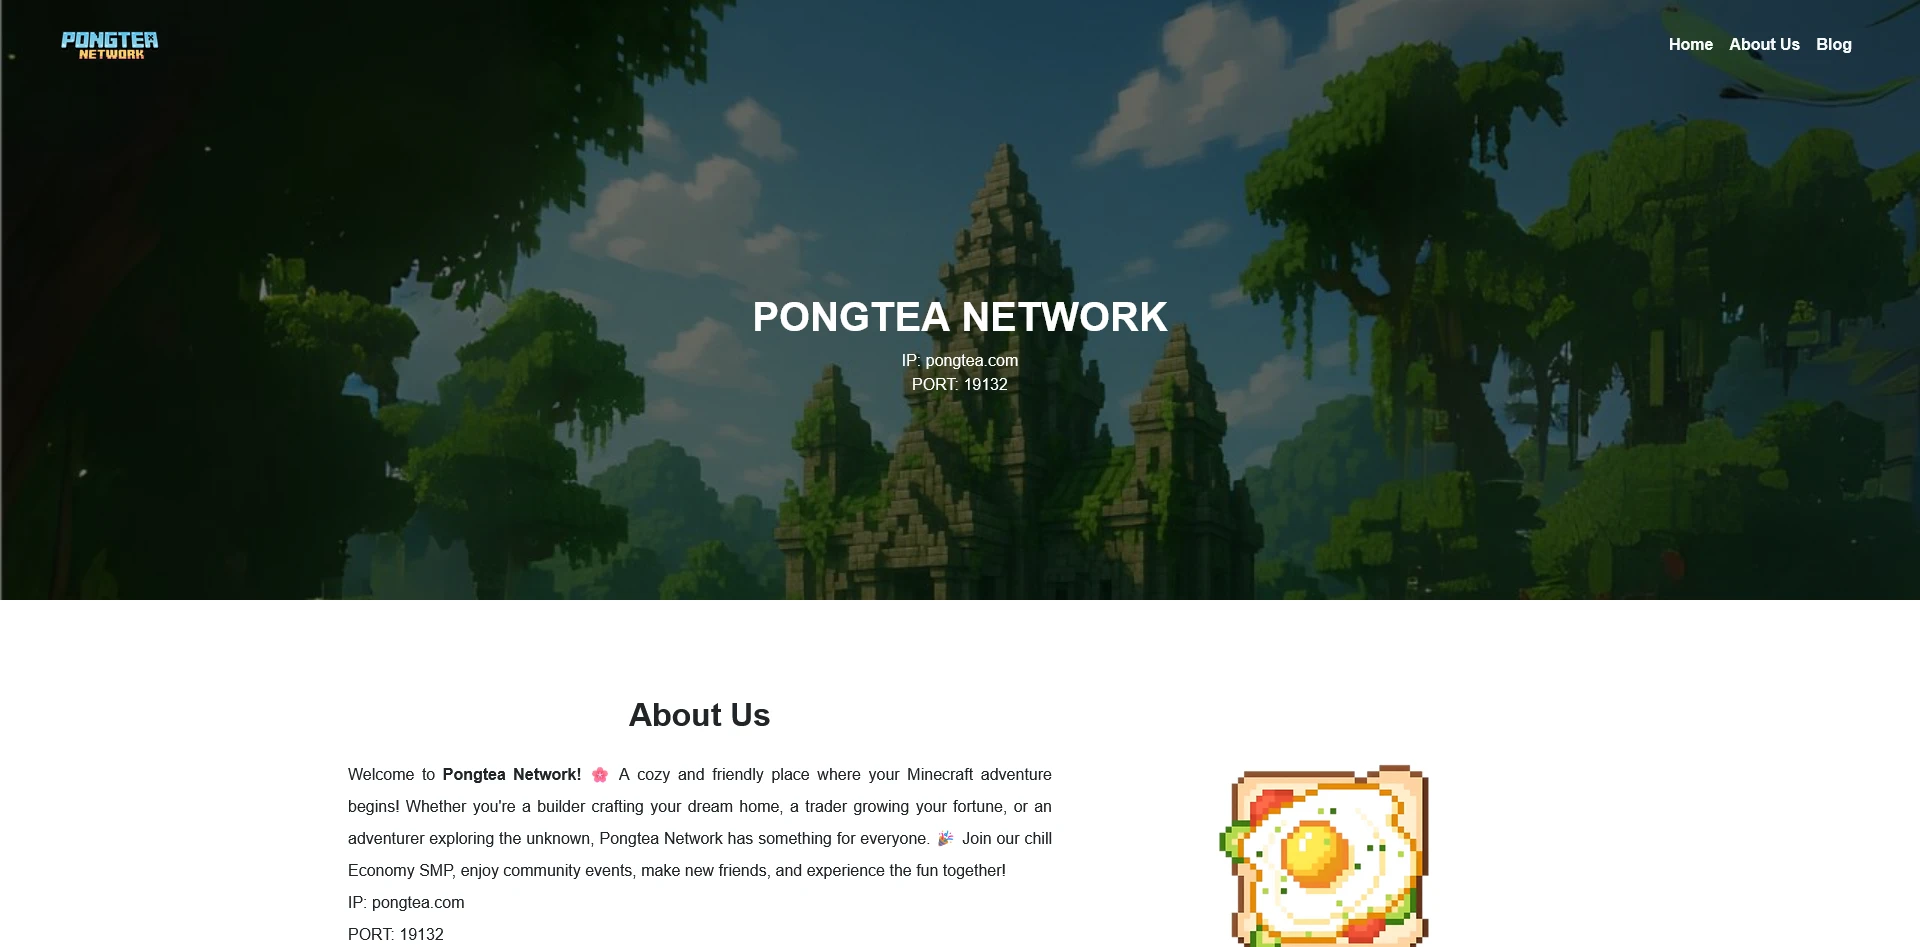 PONGTEA
NETWORK
Home About Us Blog
PONGTEA NETWORK
IP: pongtea.com
PORT: 19132
About Us
Welcome to Pongtea Network! 🌸 A cozy and friendly place where your Minecraft adventure
begins! Whether you're a builder crafting your dream home, a trader growing your fortune, or an
adventurer exploring the unknown, Pongtea Network has something for everyone. 🎉 Join our chill
Economy SMP, enjoy community events, make new friends, and experience the fun together!
IP: pongtea.com
PORT: 19132